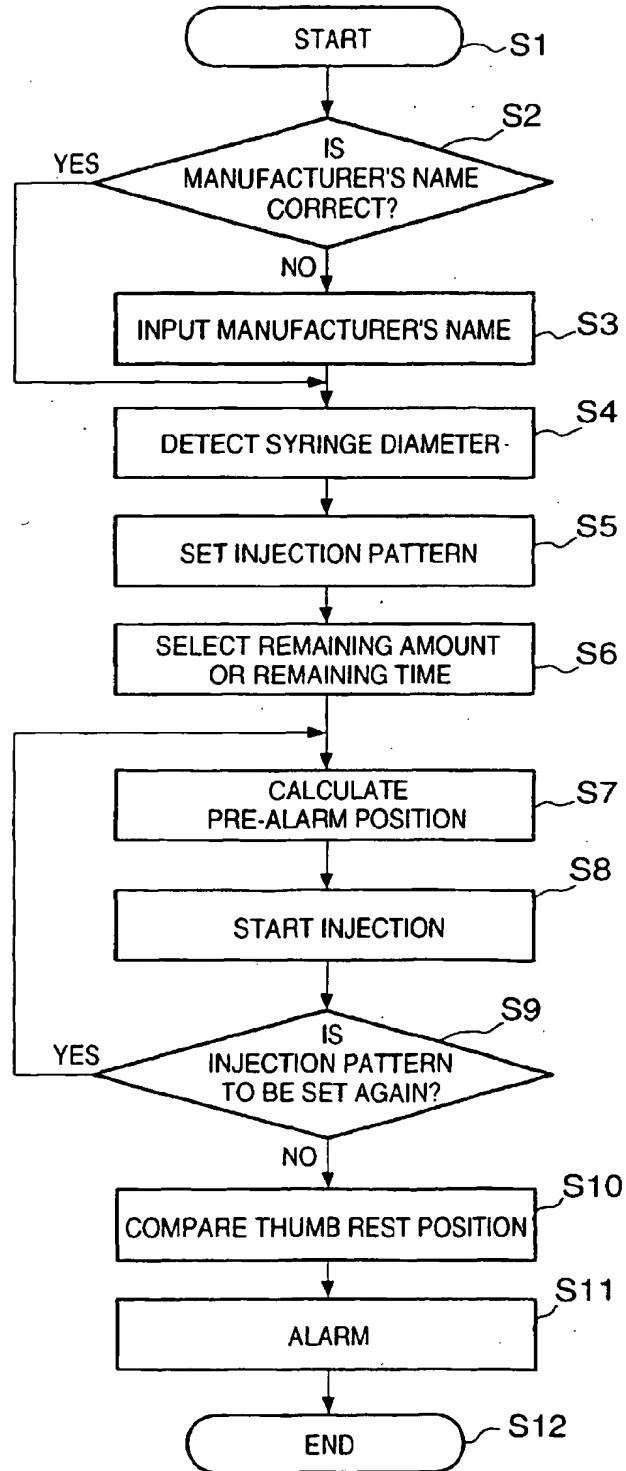 START
S1
S2
YES
IS
MANUFACTURER'S NAME
CORRECT?
NO
INPUT MANUFACTURER'S NAME
S3
DETECT SYRINGE DIAMETER
S4
SET INJECTION PATTERN
S5
SELECT REMAINING AMOUNT
OR REMAINING TIME
S6
CALCULATE
PRE-ALARM POSITION
S7
START INJECTION
S8
S9
YES
IS
INJECTION PATTERN
TO BE SET AGAIN?
NO
COMPARE THUMB REST POSITION
S10
ALARM
S11
END
S12